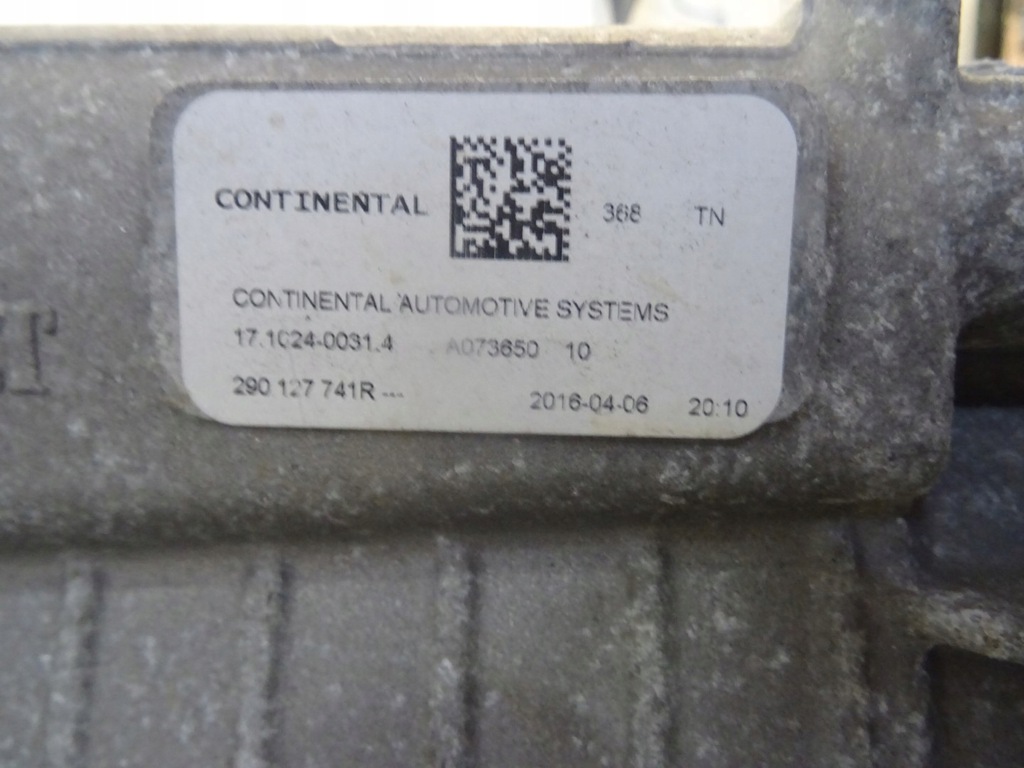 CONTINENTAL 368 TN
CONTINENTAL AUTOMOTIVE SYSTEMS
17.1024-0031.4 A073650 10
290 127 741R ---
2016-04-06 20:10